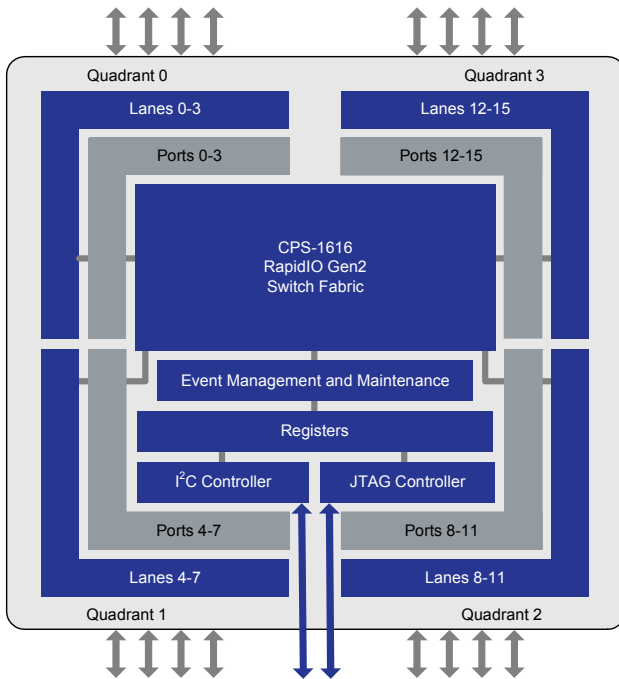 Quadrant 0
Quadrant 3
Lanes 0-3
Lanes 12-15
Ports 0-3
Ports 12-15
CPS-1616
RapidIO Gen2
Switch Fabric
Event Management and Maintenance
Registers
I²C Controller
JTAG Controller
Ports 4-7
Ports 8-11
Lanes 4-7
Lanes 8-11
Quadrant 1
Quadrant 2